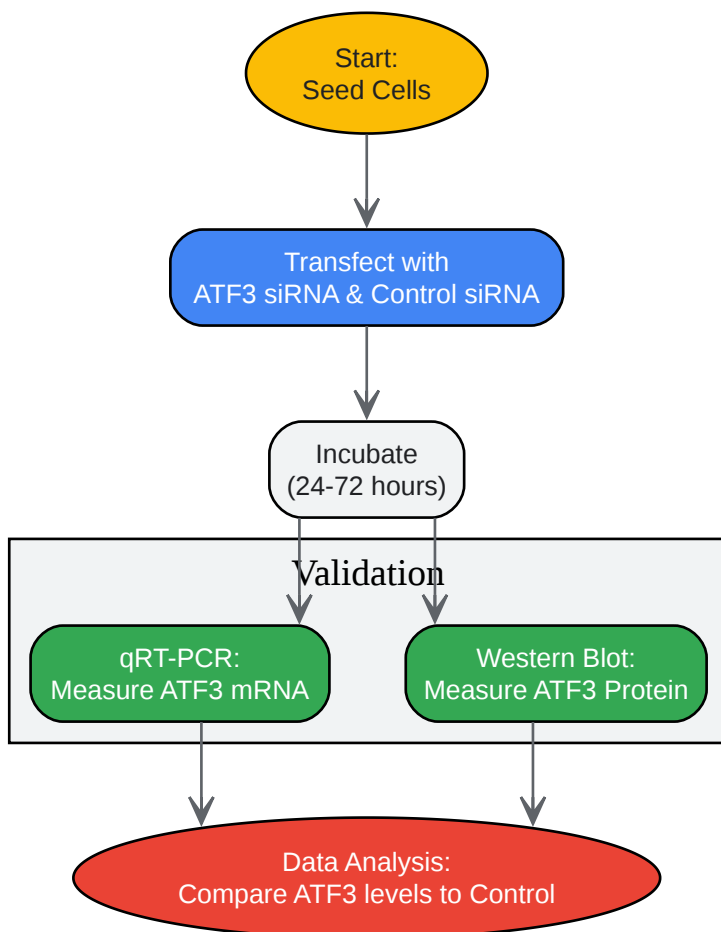 Start:
Seed Cells
Transfect with
ATF3 siRNA & Control siRNA
Incubate
(24-72 hours)
Validation
qRT-PCR:
Measure ATF3 mRNA
Western Blot:
Measure ATF3 Protein
Data Analysis:
Compare ATF3 levels to Control